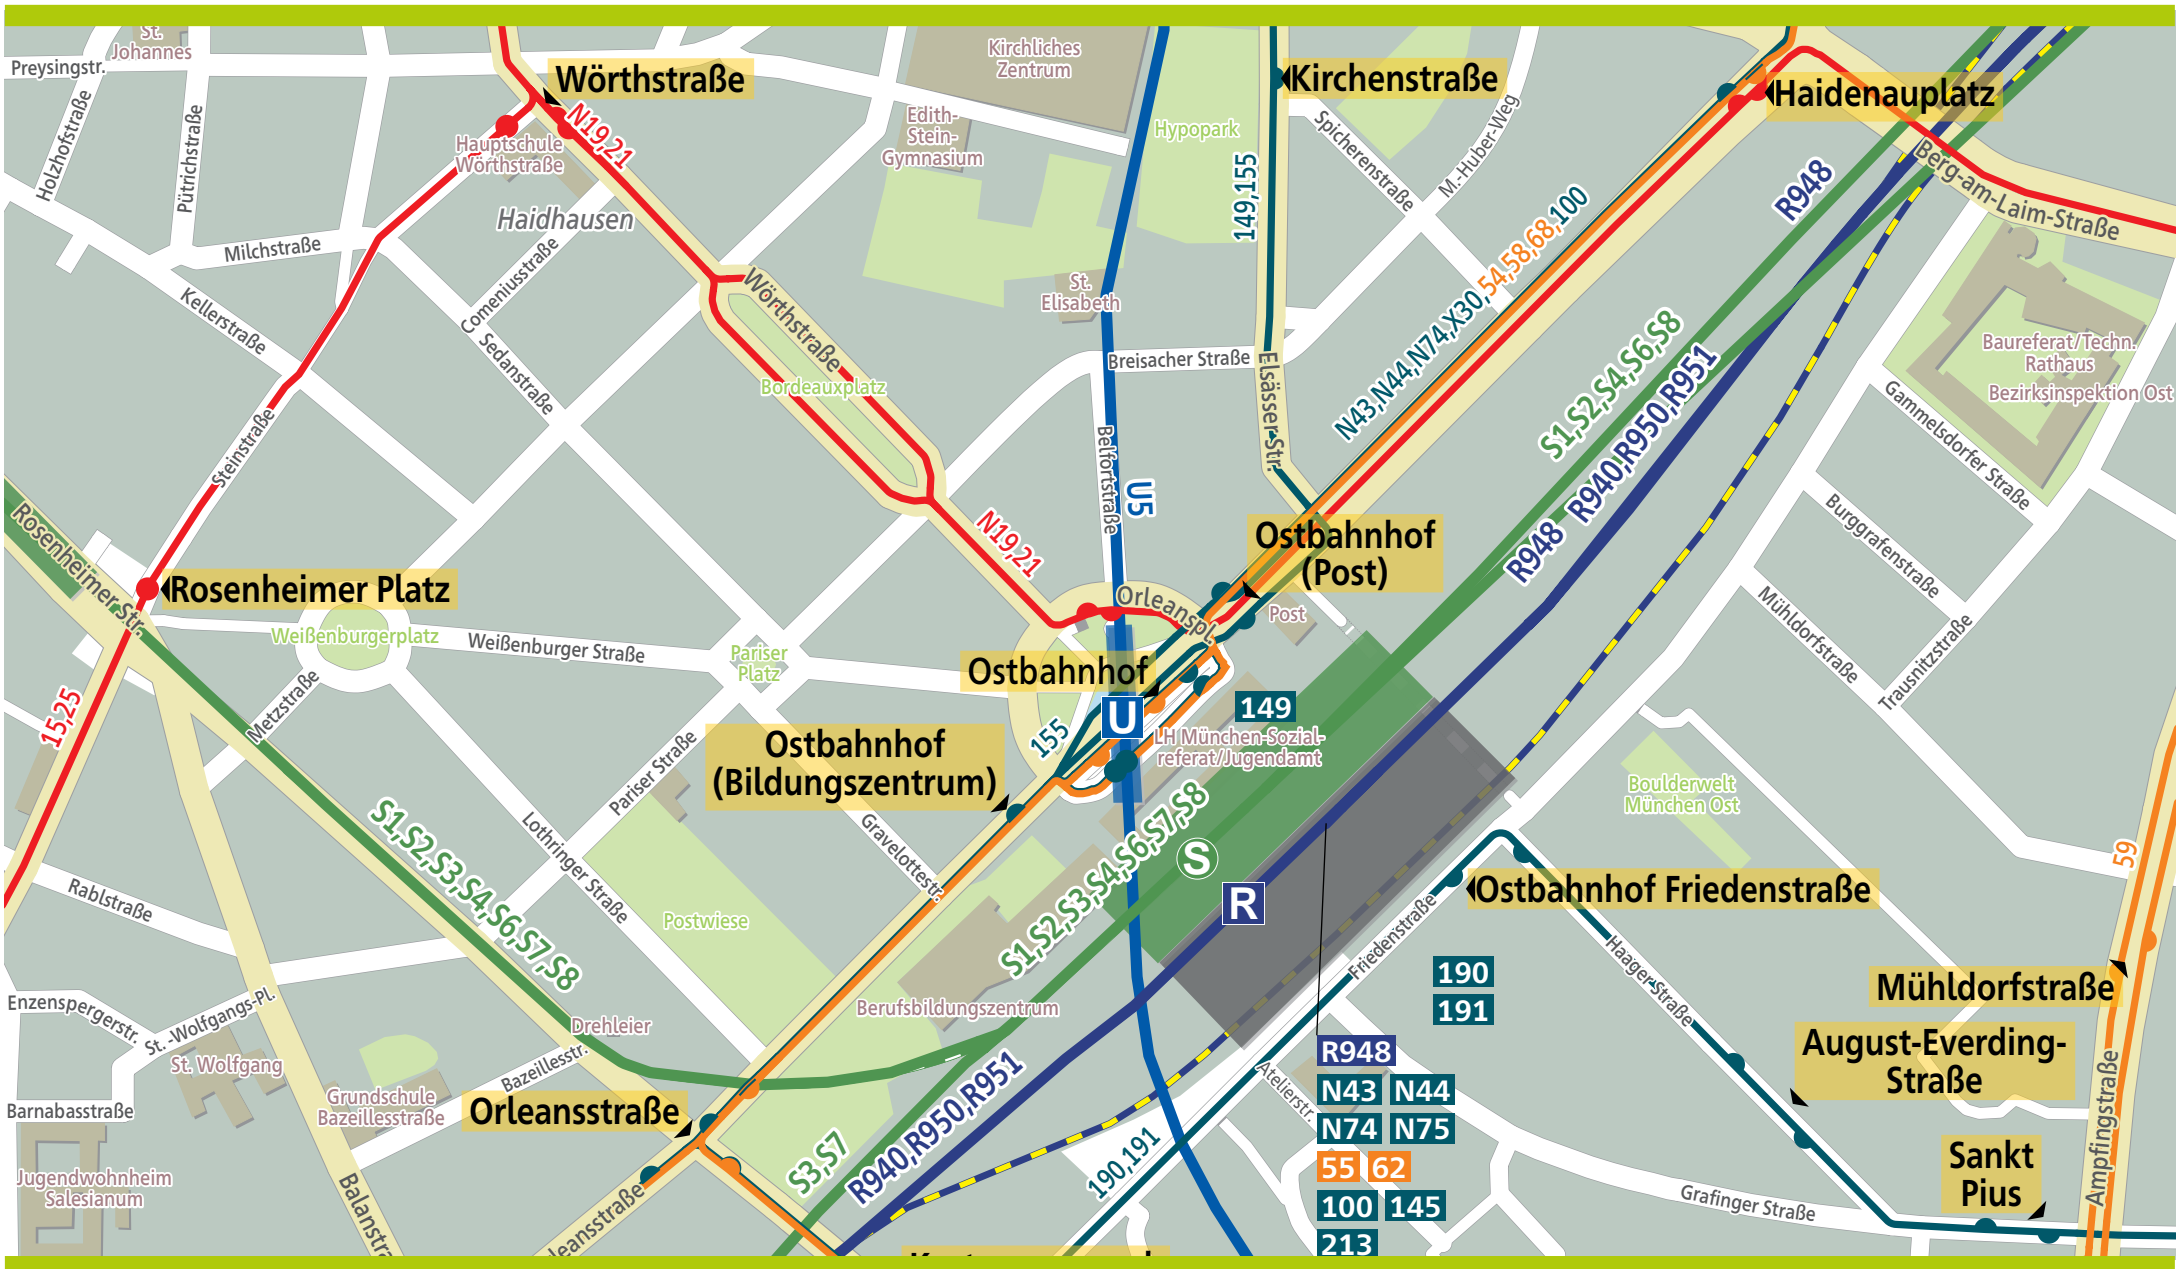 St.
Johannes
Preysingstr.
Holzhofstraße
Pütrichstraße
Wörthstraße
N19,21
Hauptschule
Wörthstraße
Haidhausen
Milchstraße
Kellerstraße
Comeniusstraße
Sedanstraße
Steinstraße
Kirchliches
Zentrum
Edith-
Stein-
Gymnasium
Hypopark
St.
Elisabeth
Kirchenstraße
149,155
Spicherenstraße
M.-Huber-Weg
Haidenauplatz
Berg-am-Laim-Straße
R948
N43,N44,N74,X30,54,58,68,100
Wörthstraße
Bordeauxplatz
Breisacher Straße
Elsässer Str.
Belfortstraße
U5
S1,S2,S4,S6,S8
R948 R940,R950,R951
Baureferat/Techn.
Rathaus
Bezirksinspektion Ost
Gammelsdorfer Straße
Burggrafenstraße
Mühldorfstraße
Trausnitzstraße
Rosenheimer Str.
Rosenheimer Platz
Weißenburgerplatz
Weißenburger Straße
Metzstraße
15,25
Pariser
Platz
N19,21
Orleanspl.
Ostbahnhof
(Post)
Post
Ostbahnhof
U
155
149
LH München-Sozial-
referat/Jugendamt
Ostbahnhof
(Bildungszentrum)
Pariser Straße
Gravelottestr.
Lothringer Straße
Postwiese
S1,S2,S3,S4,S6,S7,S8
S1,S2,S3,S4,S6,S7,S8
S
R
Boulderwelt
München Ost
59
Ostbahnhof Friedenstraße
Friedenstraße
Haager Straße
190
191
Mühldorfstraße
August-Everding-
Straße
Ampfingstraße
Sankt
Pius
Grafinger Straße
Rablstraße
Enzenspergerstr.
St.-Wolfgangs-Pl.
St. Wolfgang
Barnabasstraße
Jugendwohnheim
Salesianum
Grundschule
Bazeillesstraße
Bazeillesstr.
Drehleier
Balanstra
Berufsbildungszentrum
Orleansstraße
leansstraße
S3,S7
R940,R950,R951
190,191
Atelierstr.
R948
N43 N44
N74 N75
55 62
100 145
213